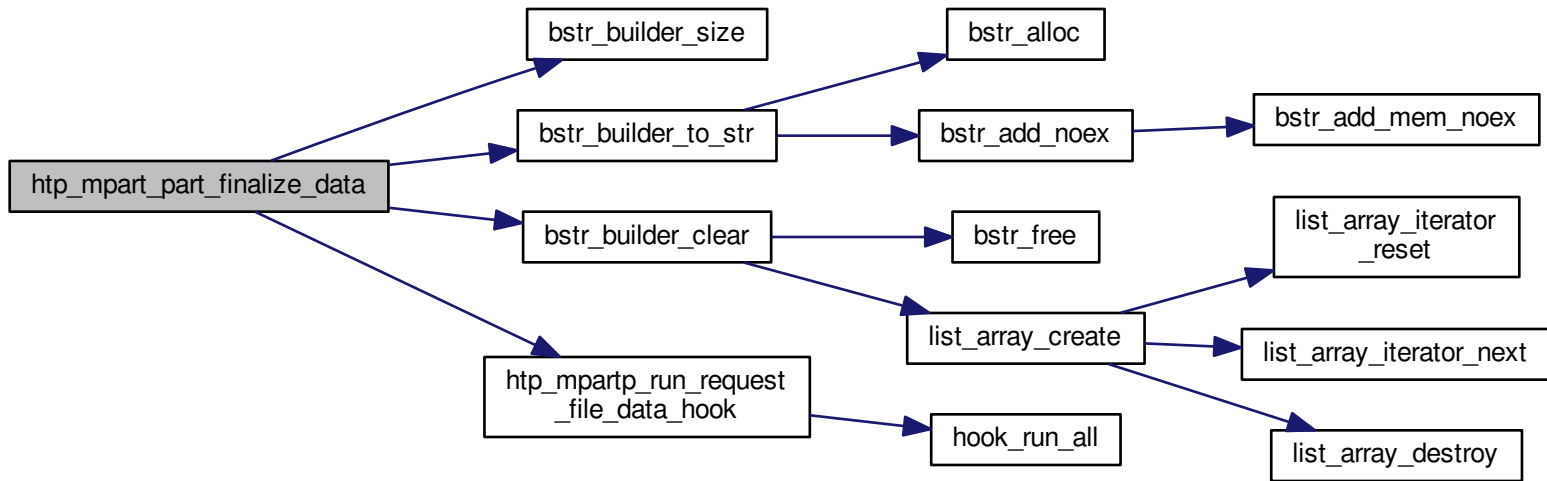 htp_mpart_part_finalize_data
bstr_builder_size
bstr_builder_to_str
bstr_builder_clear
htp_mpartp_run_request
_file_data_hook
bstr_alloc
bstr_add_noex
bstr_free
list_array_create
hook_run_all
bstr_add_mem_noex
list_array_iterator
_reset
list_array_iterator_next
list_array_destroy